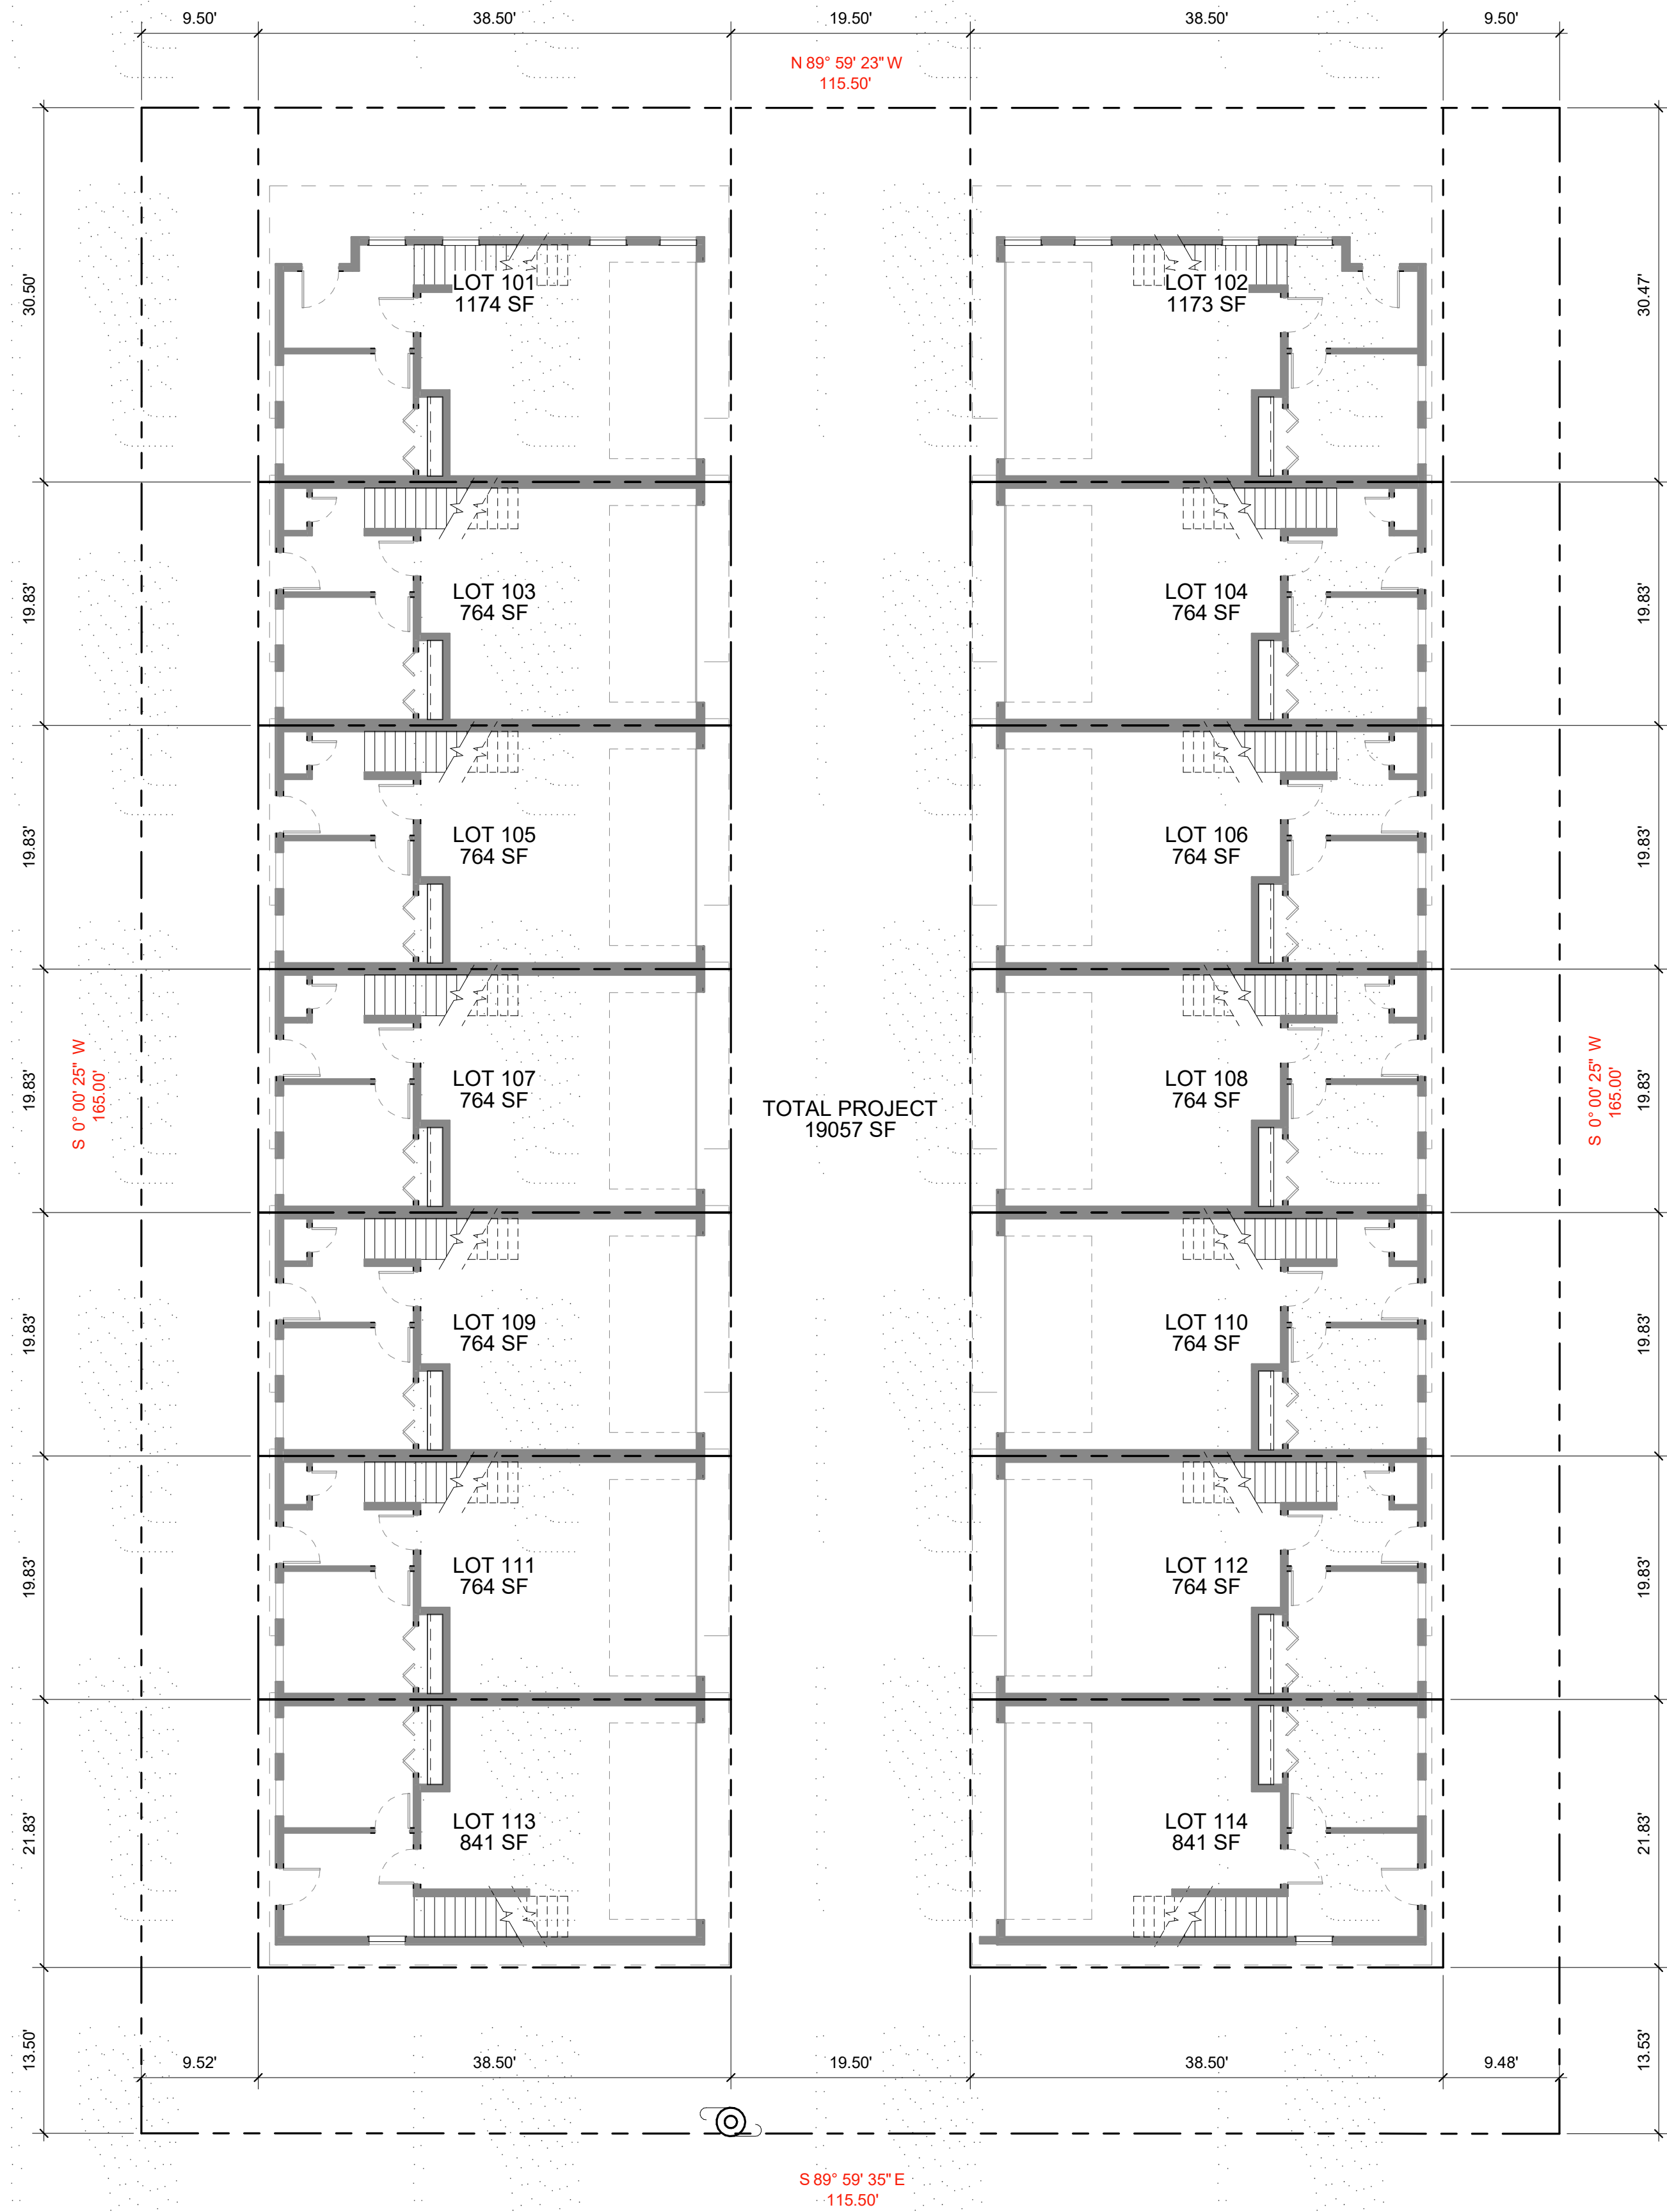 9.50' 38.50' 19.50' 38.50' 9.50'
N 89° 59' 23" W
115.50'
30.50'
30.47'
LOT 101
1174 SF
LOT 102
1173 SF
19.83'
19.83'
LOT 103
764 SF
LOT 104
764 SF
19.83'
19.83'
LOT 105
764 SF
LOT 106
764 SF
S 0° 00' 25" W
165.00'
S 0° 00' 25" W
165.00'
19.83'
19.83'
LOT 107
764 SF
LOT 108
764 SF
TOTAL PROJECT
19057 SF
19.83'
19.83'
LOT 109
764 SF
LOT 110
764 SF
19.83'
19.83'
LOT 111
764 SF
LOT 112
764 SF
21.83'
21.83'
LOT 113
841 SF
LOT 114
841 SF
13.50'
13.53'
9.52' 38.50' 19.50' 38.50' 9.48'
S 89° 59' 35" E
115.50'